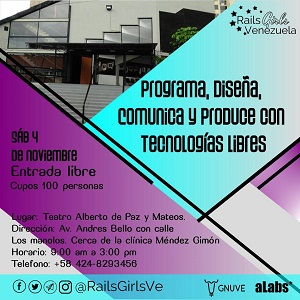 Rails Girls
Venezuela
Programa, Diseña,
Comunica y Produce con
Tecnologías Libres
SÁB 4
DE NOVIEMBRE
Entrada libre
Cupos 100 personas
Lugar: Teatro Alberto de Paz y Mateos.
Dirección: Av. Andres Bello con calle
Los manolos. Cerca de la clínica Méndez Gimón
Horario: 9:00 am a 3:00 pm
Telefono: +58 424-8293456
@RailsGirlsVe
GNUVE
aLabs